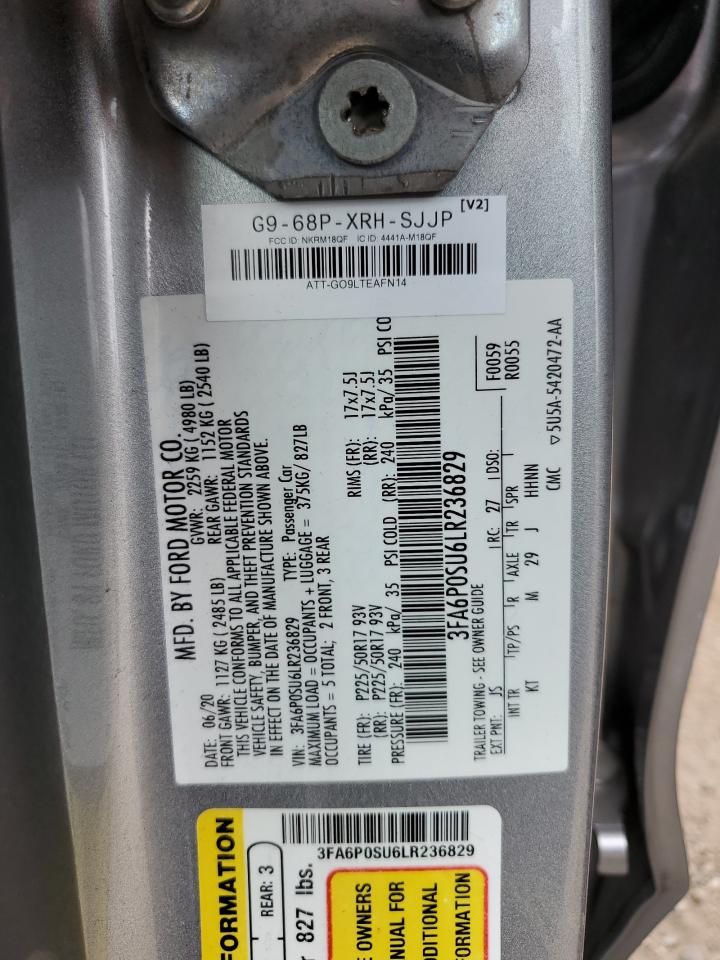 G9-68P-XRH-SJJP [V2]
FCC ID: NKRM18QF IC ID: 4441A-M18QF
ATT-GO9LTEAFN14
MFD. BY FORD MOTOR CO.
DATE: 06/20 GVWR: 2259 KG ( 4980 LB)
FRONT GAWR: 1127 KG ( 2485 LB) REAR GAWR: 1152 KG ( 2540 LB)
THIS VEHICLE CONFORMS TO ALL APPLICABLE FEDERAL MOTOR
VEHICLE SAFETY, BUMPER, AND THEFT PREVENTION STANDARDS
IN EFFECT ON THE DATE OF MANUFACTURE SHOWN ABOVE.
VIN: 3FA6P0SU6LR236829 TYPE: Passenger Car
MAXIMUM LOAD = OCCUPANTS + LUGGAGE = 375KG/ 827LB
OCCUPANTS = 5 TOTAL; 2 FRONT, 3 REAR
TIRE (FR): P225/50R17 93V RIMS (FR): 17x7.5J
(RR): P225/50R17 93V (RR): 17x7.5J
PRESSURE (FR): 240 kPa/ 35 PSI COLD (RR): 240 kPa/ 35 PSI CO
3FA6P0SU6LR236829
TRAILER TOWING - SEE OWNER GUIDE
F0059
R0055
EXT PNT: JS RC: 27 DSO:
INT TR TP/PS R AXLE TR SPR
KT M 29 J HHNN
CMC ▽5U5A-5420472-AA
3FA6P0SU6LR236829
FORMATION
REAR: 3
827 lbs.
E OWNERS
NUAL FOR
DITIONAL
FORMATION